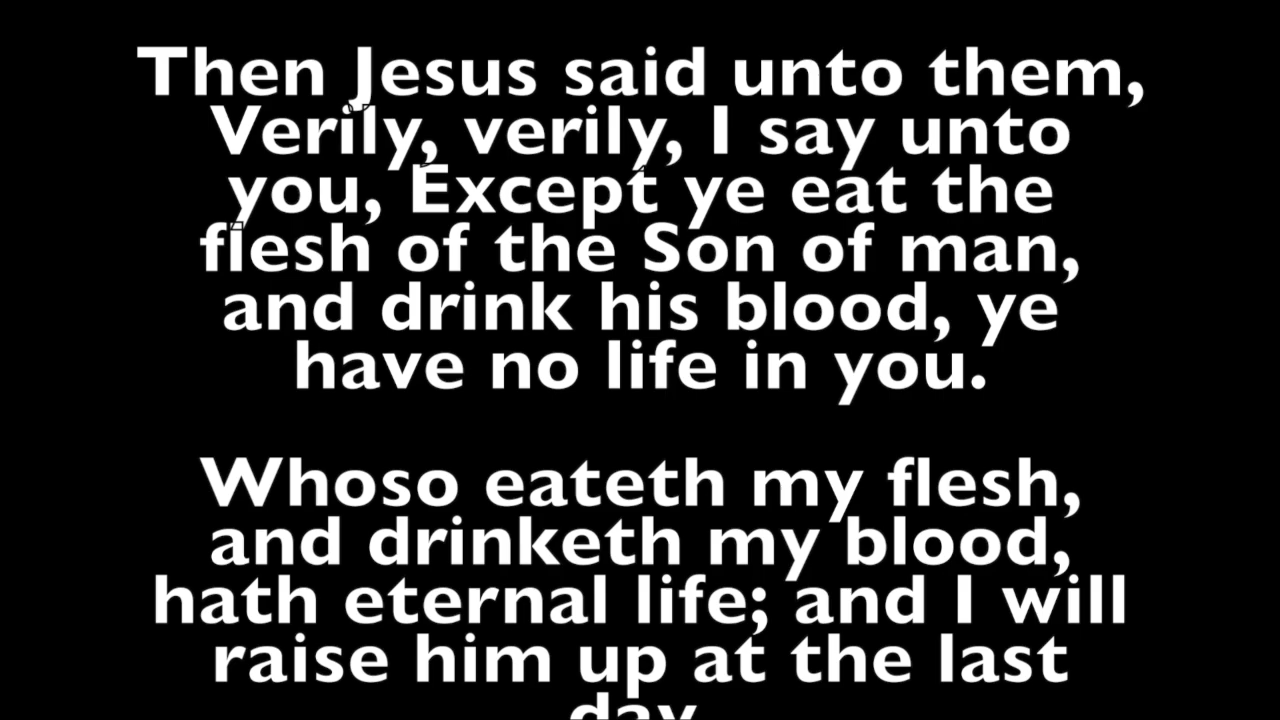 Then Jesus said unto them,
Verily, verily, I say unto
you, Except ye eat the
flesh of the Son of man,
and drink his blood, ye
have no life in you.
Whoso eateth my flesh,
and drinketh my blood,
hath eternal life; and I will
raise him up at the last
day